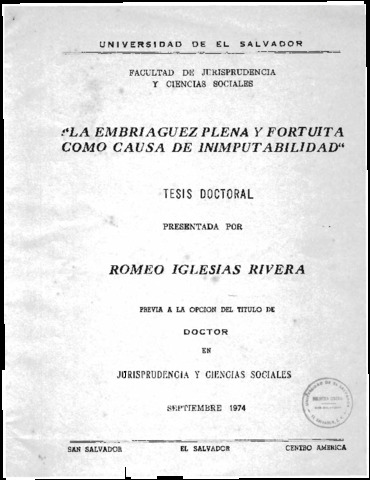 UNIVERSIDAD DE EL SALVADOR
FACULTAD DE JURISPRUDENCIA
Y CIENCIAS SOCIALES
"LA EMBRIAGUEZ PLENA Y FORTUITA
COMO CAUSA DE INIMPUTABILIDAD"
TESIS DOCTORAL
PRESENTADA POR
ROMEO IGLESIAS RIVERA
PREVIA A LA OPCION DEL TITULO DE
DOCTOR
EN
JURISPRUDENCIA Y CIENCIAS SOCIALES
SEPTIEMBRE 1974
SAN SALVADOR EL SALVADOR CENTRO AMERICA